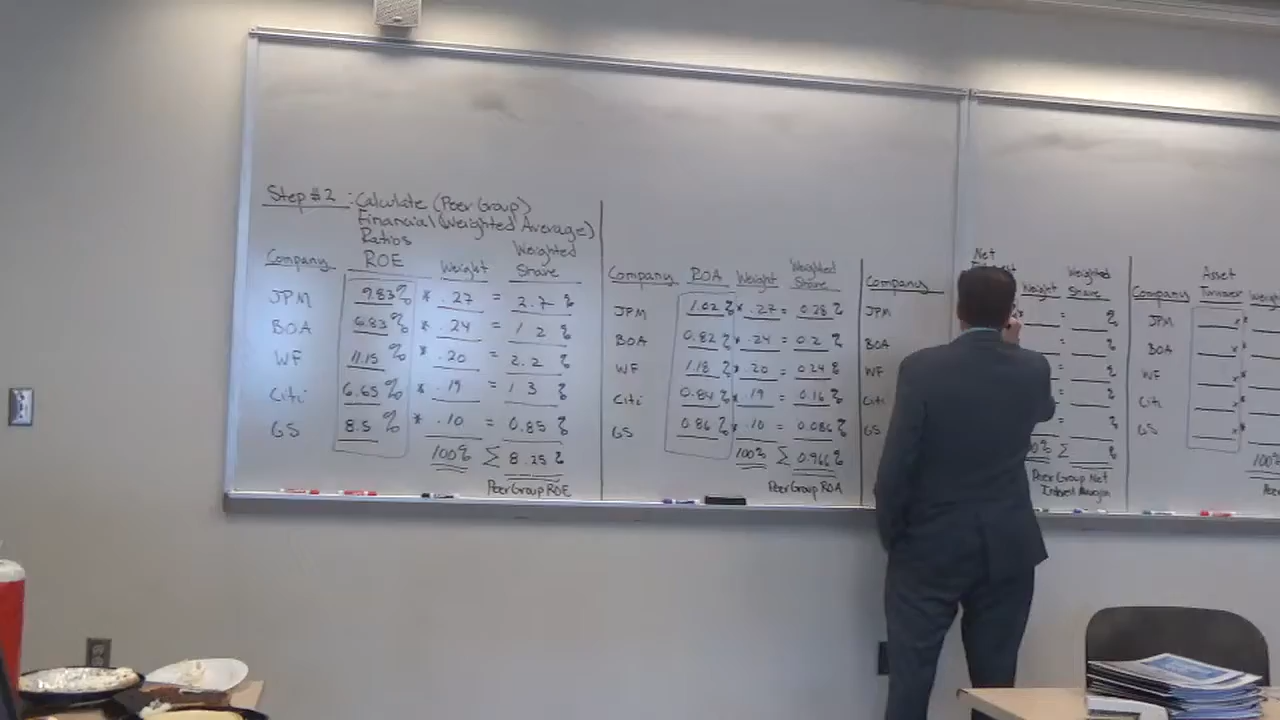 Step #2: Calculate (Peer Group)
Financial (Weighted Average)
Ratios
Company ROE Weight Weighted Share
JPM 9.83% * .27 = 2.7 %
BOA 6.83% * .24 = 1 2 %
WF 11.15 % * .20 = 2.2 %
Citi 6.65 % * .19 = 1 3 %
GS 8.5 % * .10 = 0.85 %
100% Σ 8.25 %
Peer Group ROE
Company ROA Weight Weighted Share
JPM 1.02 % * .27 = 0.28 %
BOA 0.82 % * .24 = 0.2 %
WF 1.18 % * .20 = 0.24 %
Citi 0.84 % * .19 = 0.16 %
GS 0.86 % * .10 = 0.086 %
100% Σ 0.966 %
Peer Group ROA
Company Net Weight Weighted Share
JPM %
BOA %
WF %
Citi %
GS %
Σ %
Peer Group Net
Interest Margin
Company Asset Turnover
JPM *
BOA *
WF *
Citi *
GS *
100%